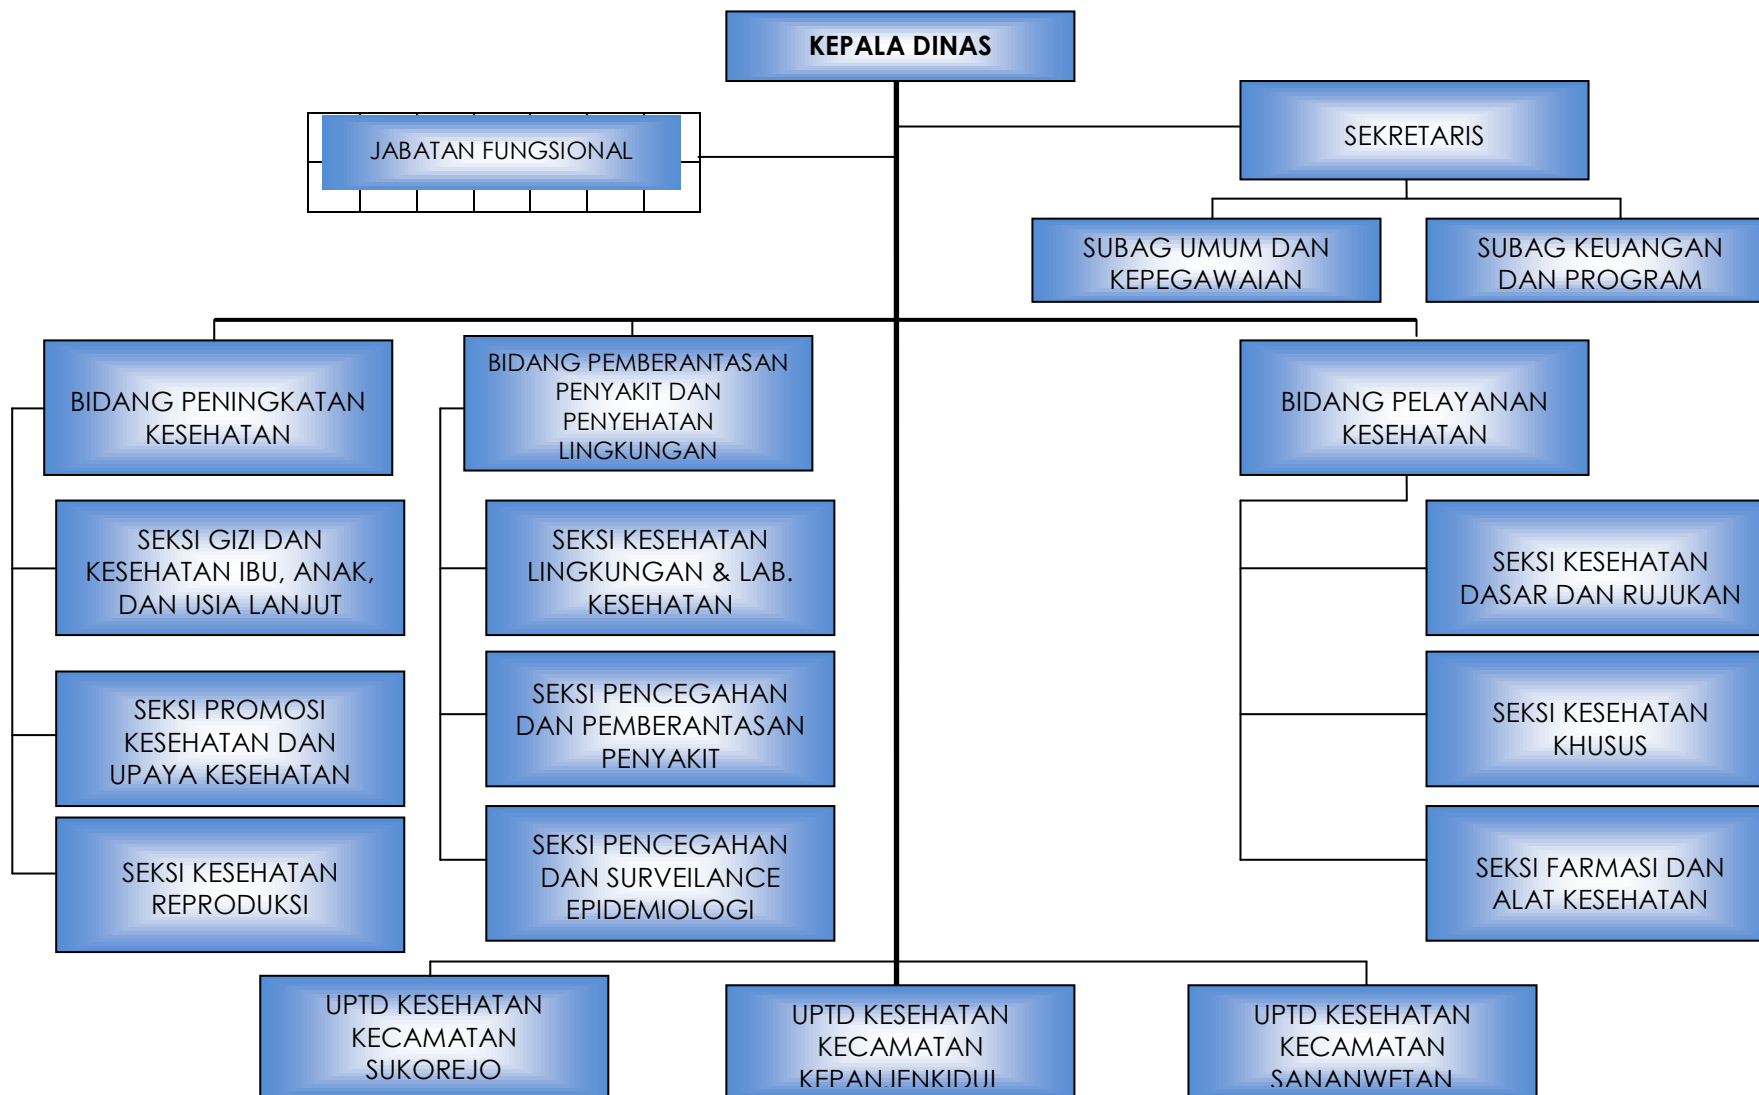 KEPALA DINAS
JABATAN FUNGSIONAL
SEKRETARIS
SUBAG UMUM DAN
KEPEGAWAIAN
SUBAG KEUANGAN
DAN PROGRAM
BIDANG PENINGKATAN
KESEHATAN
BIDANG PEMBERANTASAN
PENYAKIT DAN
PENYEHATAN
LINGKUNGAN
BIDANG PELAYANAN
KESEHATAN
SEKSI GIZI DAN
KESEHATAN IBU, ANAK,
DAN USIA LANJUT
SEKSI KESEHATAN
LINGKUNGAN & LAB.
KESEHATAN
SEKSI KESEHATAN
DASAR DAN RUJUKAN
SEKSI PROMOSI
KESEHATAN DAN
UPAYA KESEHATAN
SEKSI PENCEGAHAN
DAN PEMBERANTASAN
PENYAKIT
SEKSI KESEHATAN
KHUSUS
SEKSI KESEHATAN
REPRODUKSI
SEKSI PENCEGAHAN
DAN SURVEILANCE
EPIDEMIOLOGI
SEKSI FARMASI DAN
ALAT KESEHATAN
UPTD KESEHATAN
KECAMATAN
SUKOREJO
UPTD KESEHATAN
KECAMATAN
KEPANJENKIDUL
UPTD KESEHATAN
KECAMATAN
SANANWETAN